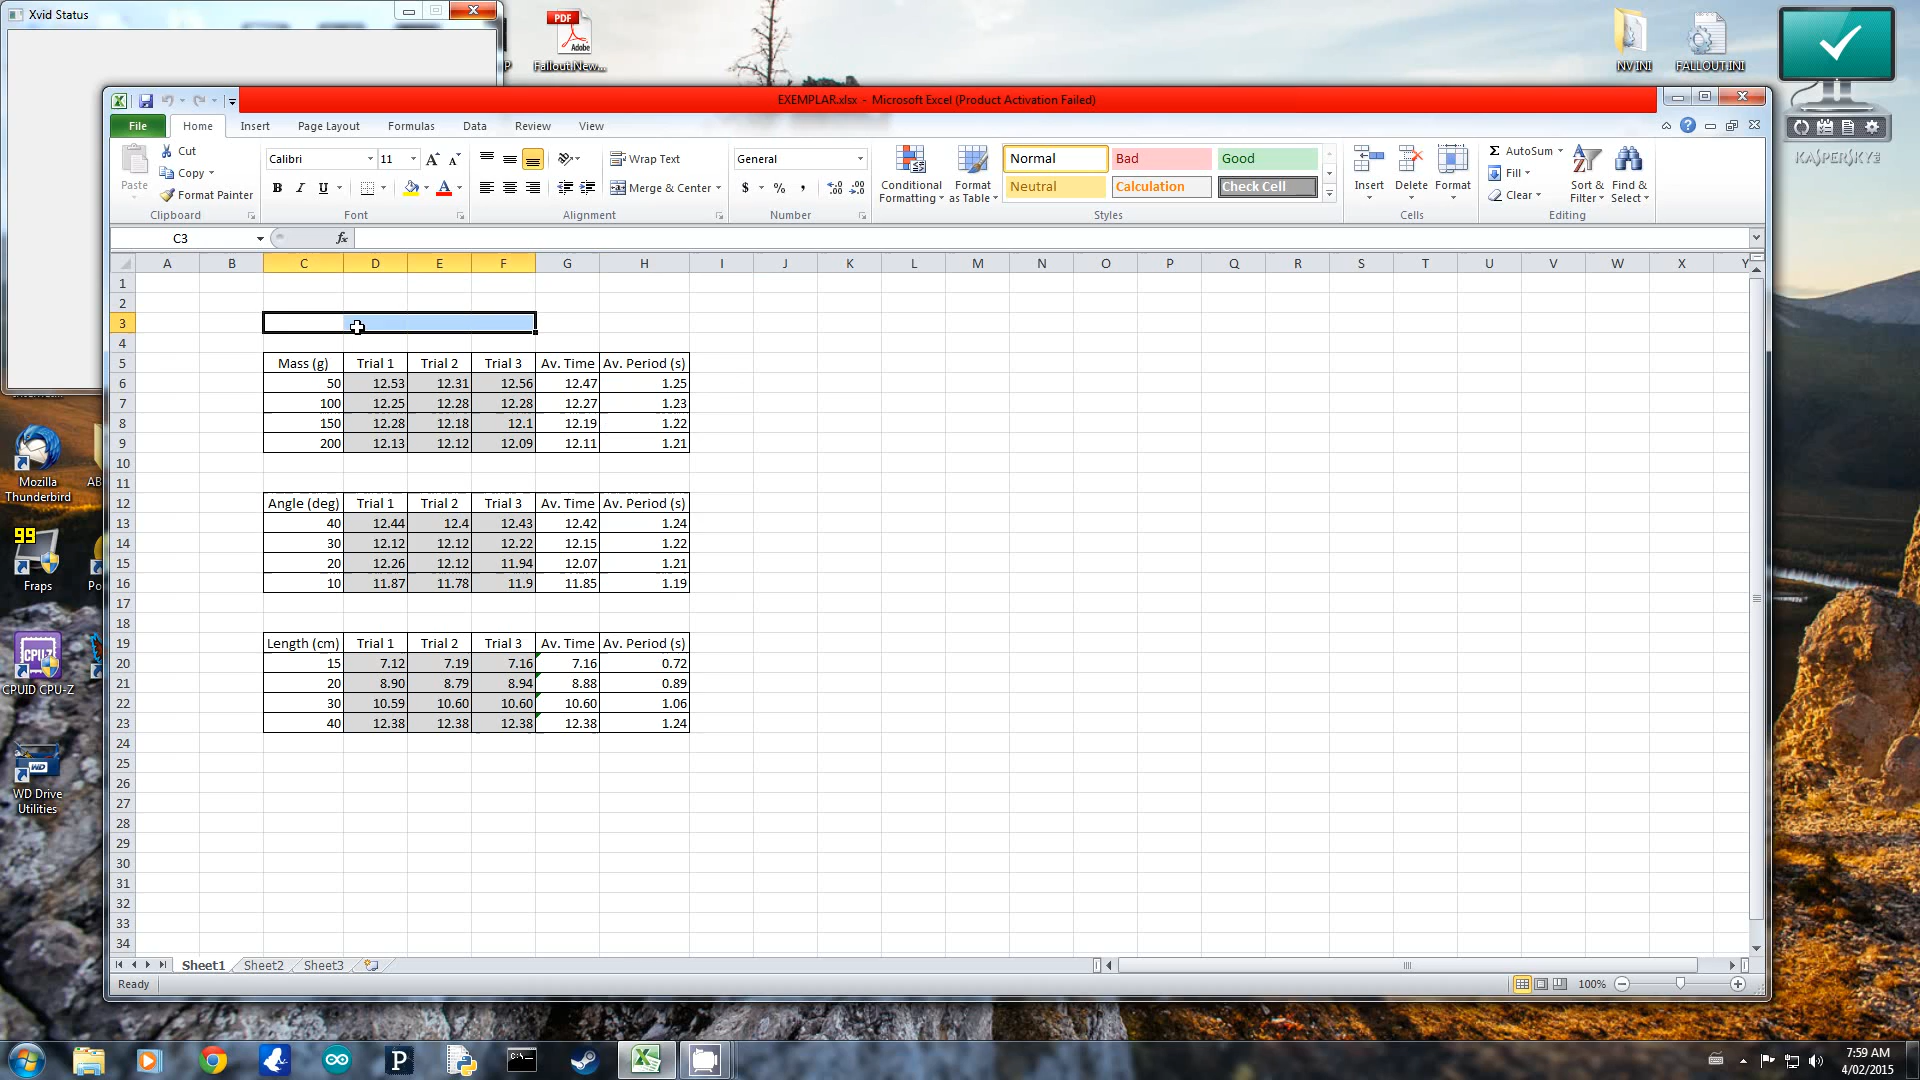 Xvid Status
Fallout.New...
NV.INI
FALLOUT.INI
PDF
Adobe
KASPERSKY
EXEMPLAR.xlsx - Microsoft Excel (Product Activation Failed)
File Home Insert Page Layout Formulas Data Review View
Paste
Cut
Copy
Format Painter
Clipboard
Calibri 11
B I U
Font
Wrap Text
Merge & Center
Alignment
General
$ % ,
Number
Conditional Formatting
Format as Table
Normal Bad Good
Neutral Calculation Check Cell
Styles
Insert Delete Format
Cells
AutoSum
Fill
Clear
Sort & Filter
Find & Select
Editing
C3 fx
A B C D E F G H I J K L M N O P Q R S T U V W X Y
1
2
3
4
5 Mass (g) Trial 1 Trial 2 Trial 3 Av. Time Av. Period (s)
6 50 12.53 12.31 12.56 12.47 1.25
7 100 12.25 12.28 12.28 12.27 1.23
8 150 12.28 12.18 12.1 12.19 1.22
9 200 12.13 12.12 12.09 12.11 1.21
10
11
12 Angle (deg) Trial 1 Trial 2 Trial 3 Av. Time Av. Period (s)
13 40 12.44 12.4 12.43 12.42 1.24
14 30 12.12 12.12 12.22 12.15 1.22
15 20 12.26 12.12 11.94 12.07 1.21
16 10 11.87 11.78 11.9 11.85 1.19
17
18
19 Length (cm) Trial 1 Trial 2 Trial 3 Av. Time Av. Period (s)
20 15 7.12 7.19 7.16 7.16 0.72
21 20 8.90 8.79 8.94 8.88 0.89
22 30 10.59 10.60 10.60 10.60 1.06
23 40 12.38 12.38 12.38 12.38 1.24
24
25
26
27
28
29
30
31
32
33
34
Sheet1 Sheet2 Sheet3
Ready
100%
Mozilla Thunderbird
AB
99
Fraps
Po
CPU-Z
CPUID CPU-Z
WD
WD Drive Utilities
7:59 AM
4/02/2015